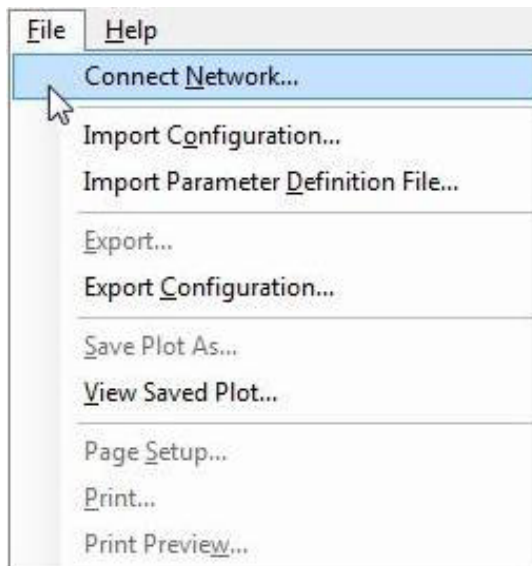 File Help
Connect Network...
Import Configuration...
Import Parameter Definition File...
Export...
Export Configuration...
Save Plot As...
View Saved Plot...
Page Setup...
Print...
Print Preview...